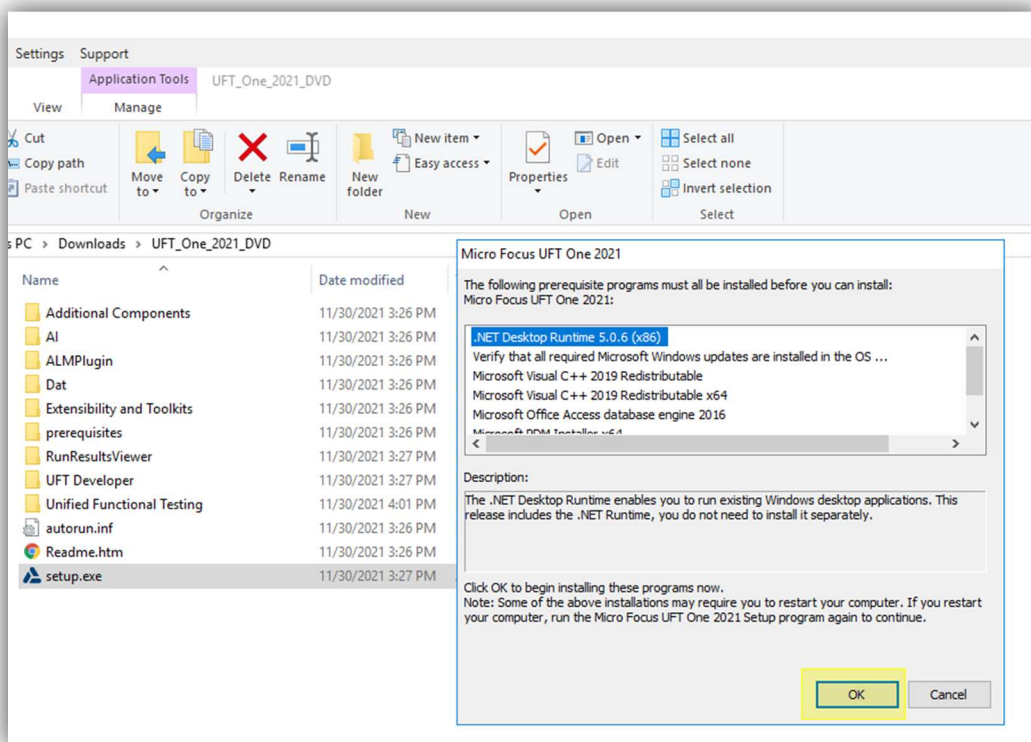 Settings Support
Application Tools UFT_One_2021_DVD
View Manage
Cut
Copy path
Paste shortcut
Move to
Copy to
Delete
Rename
New folder
New item
Easy access
Properties
Open
Edit
Select all
Select none
Invert selection
Organize New Open Select
s PC > Downloads > UFT_One_2021_DVD
Name Date modified
Additional Components 11/30/2021 3:26 PM
AI 11/30/2021 3:26 PM
ALMPlugin 11/30/2021 3:26 PM
Dat 11/30/2021 3:26 PM
Extensibility and Toolkits 11/30/2021 3:26 PM
prerequisites 11/30/2021 3:26 PM
RunResultsViewer 11/30/2021 3:27 PM
UFT Developer 11/30/2021 3:27 PM
Unified Functional Testing 11/30/2021 4:01 PM
autorun.inf 11/30/2021 3:26 PM
Readme.htm 11/30/2021 3:26 PM
setup.exe 11/30/2021 3:27 PM
Micro Focus UFT One 2021
The following prerequisite programs must all be installed before you can install:
Micro Focus UFT One 2021:
.NET Desktop Runtime 5.0.6 (x86)
Verify that all required Microsoft Windows updates are installed in the OS ...
Microsoft Visual C++ 2019 Redistributable
Microsoft Visual C++ 2019 Redistributable x64
Microsoft Office Access database engine 2016
Microsoft PDM Installer x64
Description:
The .NET Desktop Runtime enables you to run existing Windows desktop applications. This
release includes the .NET Runtime, you do not need to install it separately.
Click OK to begin installing these programs now.
Note: Some of the above installations may require you to restart your computer. If you restart
your computer, run the Micro Focus UFT One 2021 Setup program again to continue.
OK Cancel